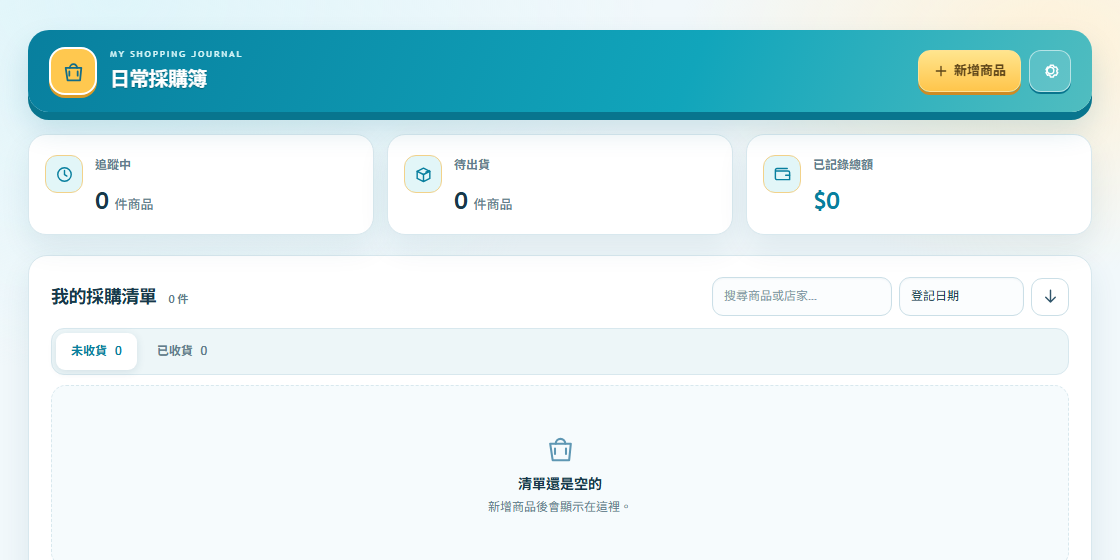 MY SHOPPING JOURNAL
日常採購簿
新增商品
追蹤中
0 件商品
待出貨
0 件商品
已記錄總額
$0
我的採購清單 0 件
搜尋商品或店家...
登記日期
未收貨 0
已收貨 0
清單還是空的
新增商品後會顯示在這裡。